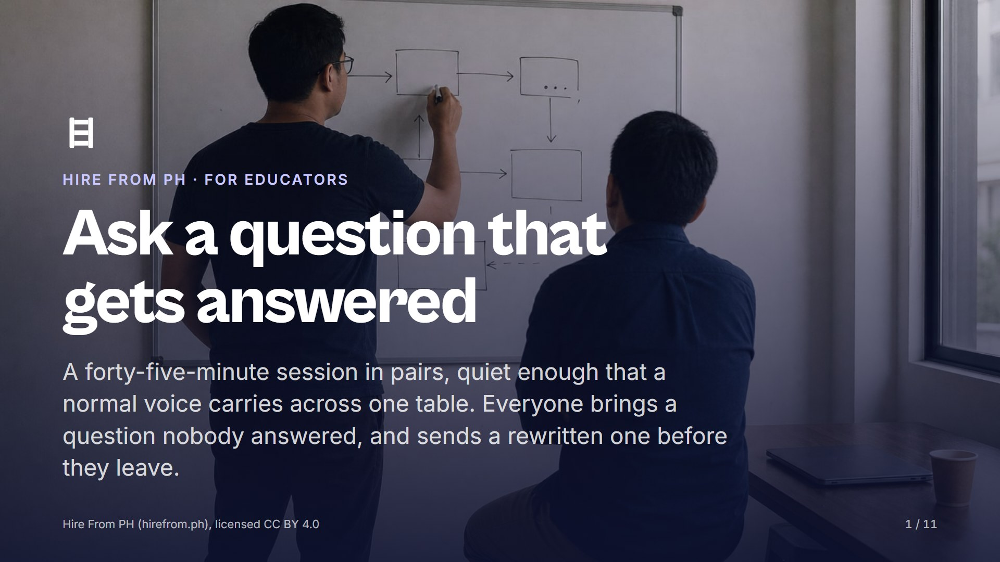 HIRE FROM PH · FOR EDUCATORS
Ask a question that
gets answered
A forty-five-minute session in pairs, quiet enough that a
normal voice carries across one table. Everyone brings a
question nobody answered, and sends a rewritten one before
they leave.
Hire From PH (hirefrom.ph), licensed CC BY 4.0
1 / 11